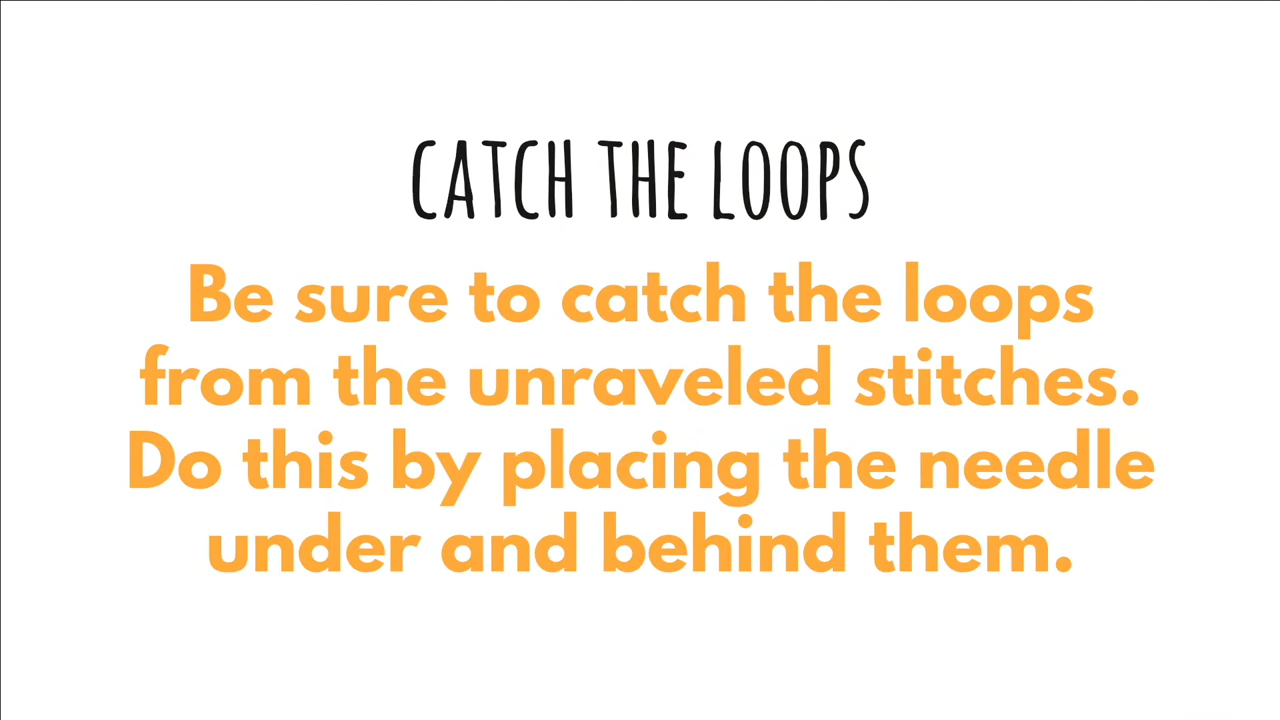 CATCH THE LOOPS
Be sure to catch the loops
from the unraveled stitches.
Do this by placing the needle
under and behind them.